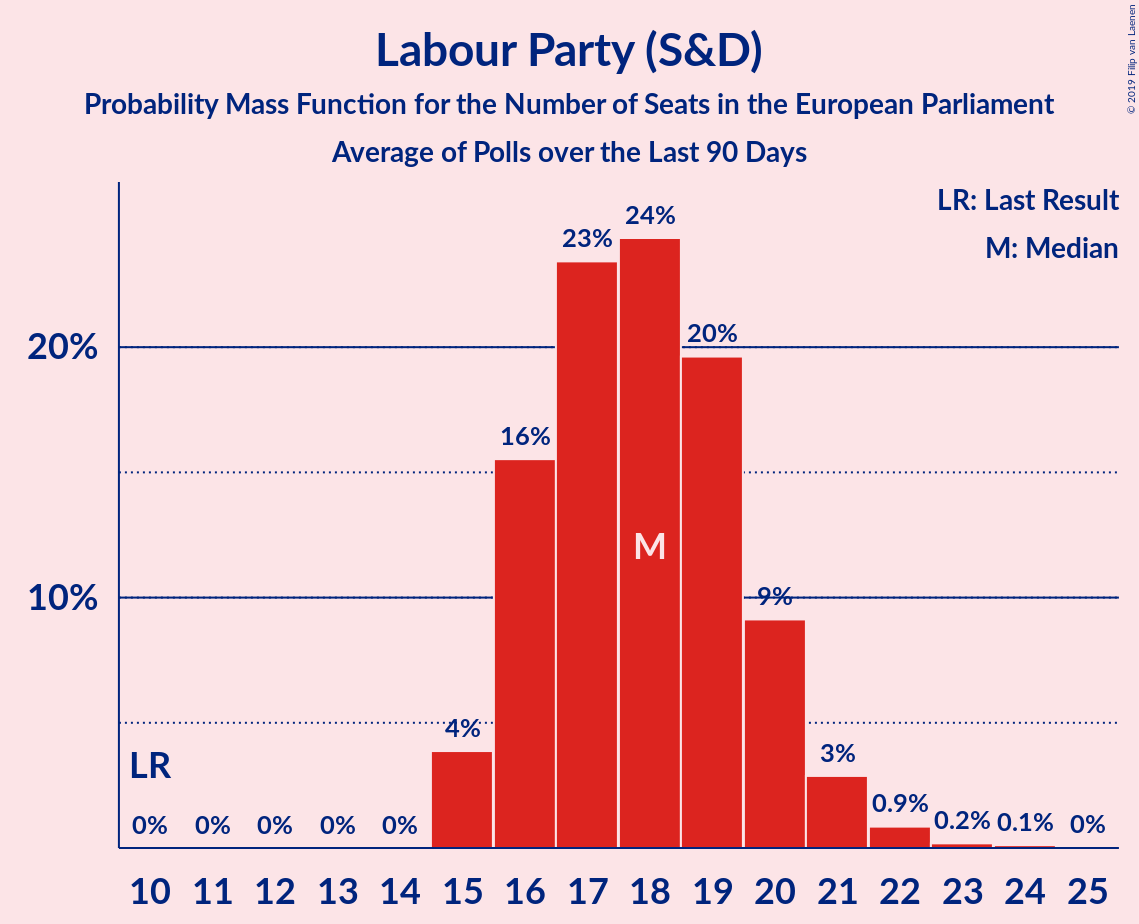 Labour Party (S&D)
Probability Mass Function for the Number of Seats in the European Parliament
Average of Polls over the Last 90 Days
© 2019 Filip van Laenen
LR: Last Result
M: Median
24%
23%
20%
20%
16%
M
10%
9%
4%
LR
3%
0.9%
0% 0% 0% 0% 0% 0.2% 0.1% 0%
10 11 12 13 14 15 16 17 18 19 20 21 22 23 24 25